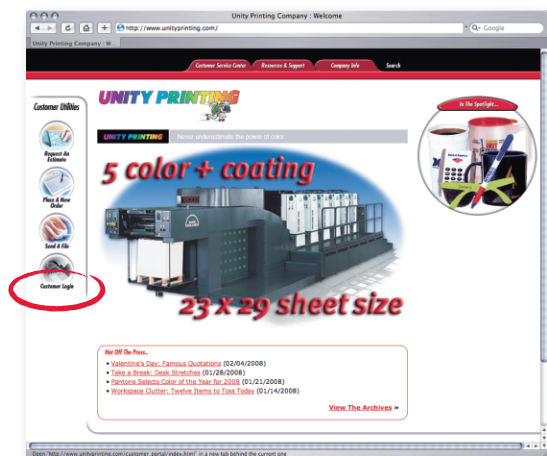 Unity Printing Company : Welcome
http://www.unityprinting.com/
Google
Unity Printing Company : W...
Customer Service Center
Resources & Support
Company Info
Search
Customer Utilities
Request An
Estimate
Place A New
Order
Send A File
Customer Login
UNITY PRINTING
UNITY PRINTING
Never underestimate the power of color.
5 color + coating
23 x 29 sheet size
In The Spotlight...
Hot Off The Press...
• Valentine's Day: Famous Quotations (02/04/2008)
• Take a Break: Desk Stretches (01/28/2008)
• Pantone Selects Color of the Year for 2008 (01/21/2008)
• Workspace Clutter: Twelve Items to Toss Today (01/14/2008)
View The Archives »
Open "http://www.unityprinting.com/customer_portal/index.html" in a new tab behind the current one